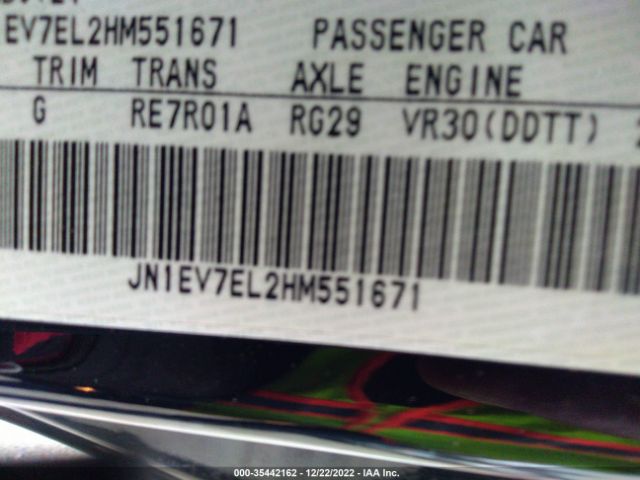 EV7EL2HM551671 PASSENGER CAR
TRIM TRANS AXLE ENGINE
G RE7R01A RG29 VR30(DDTT)
JN1EV7EL2HM551671
000-35442162 - 12/22/2022 - IAA Inc.